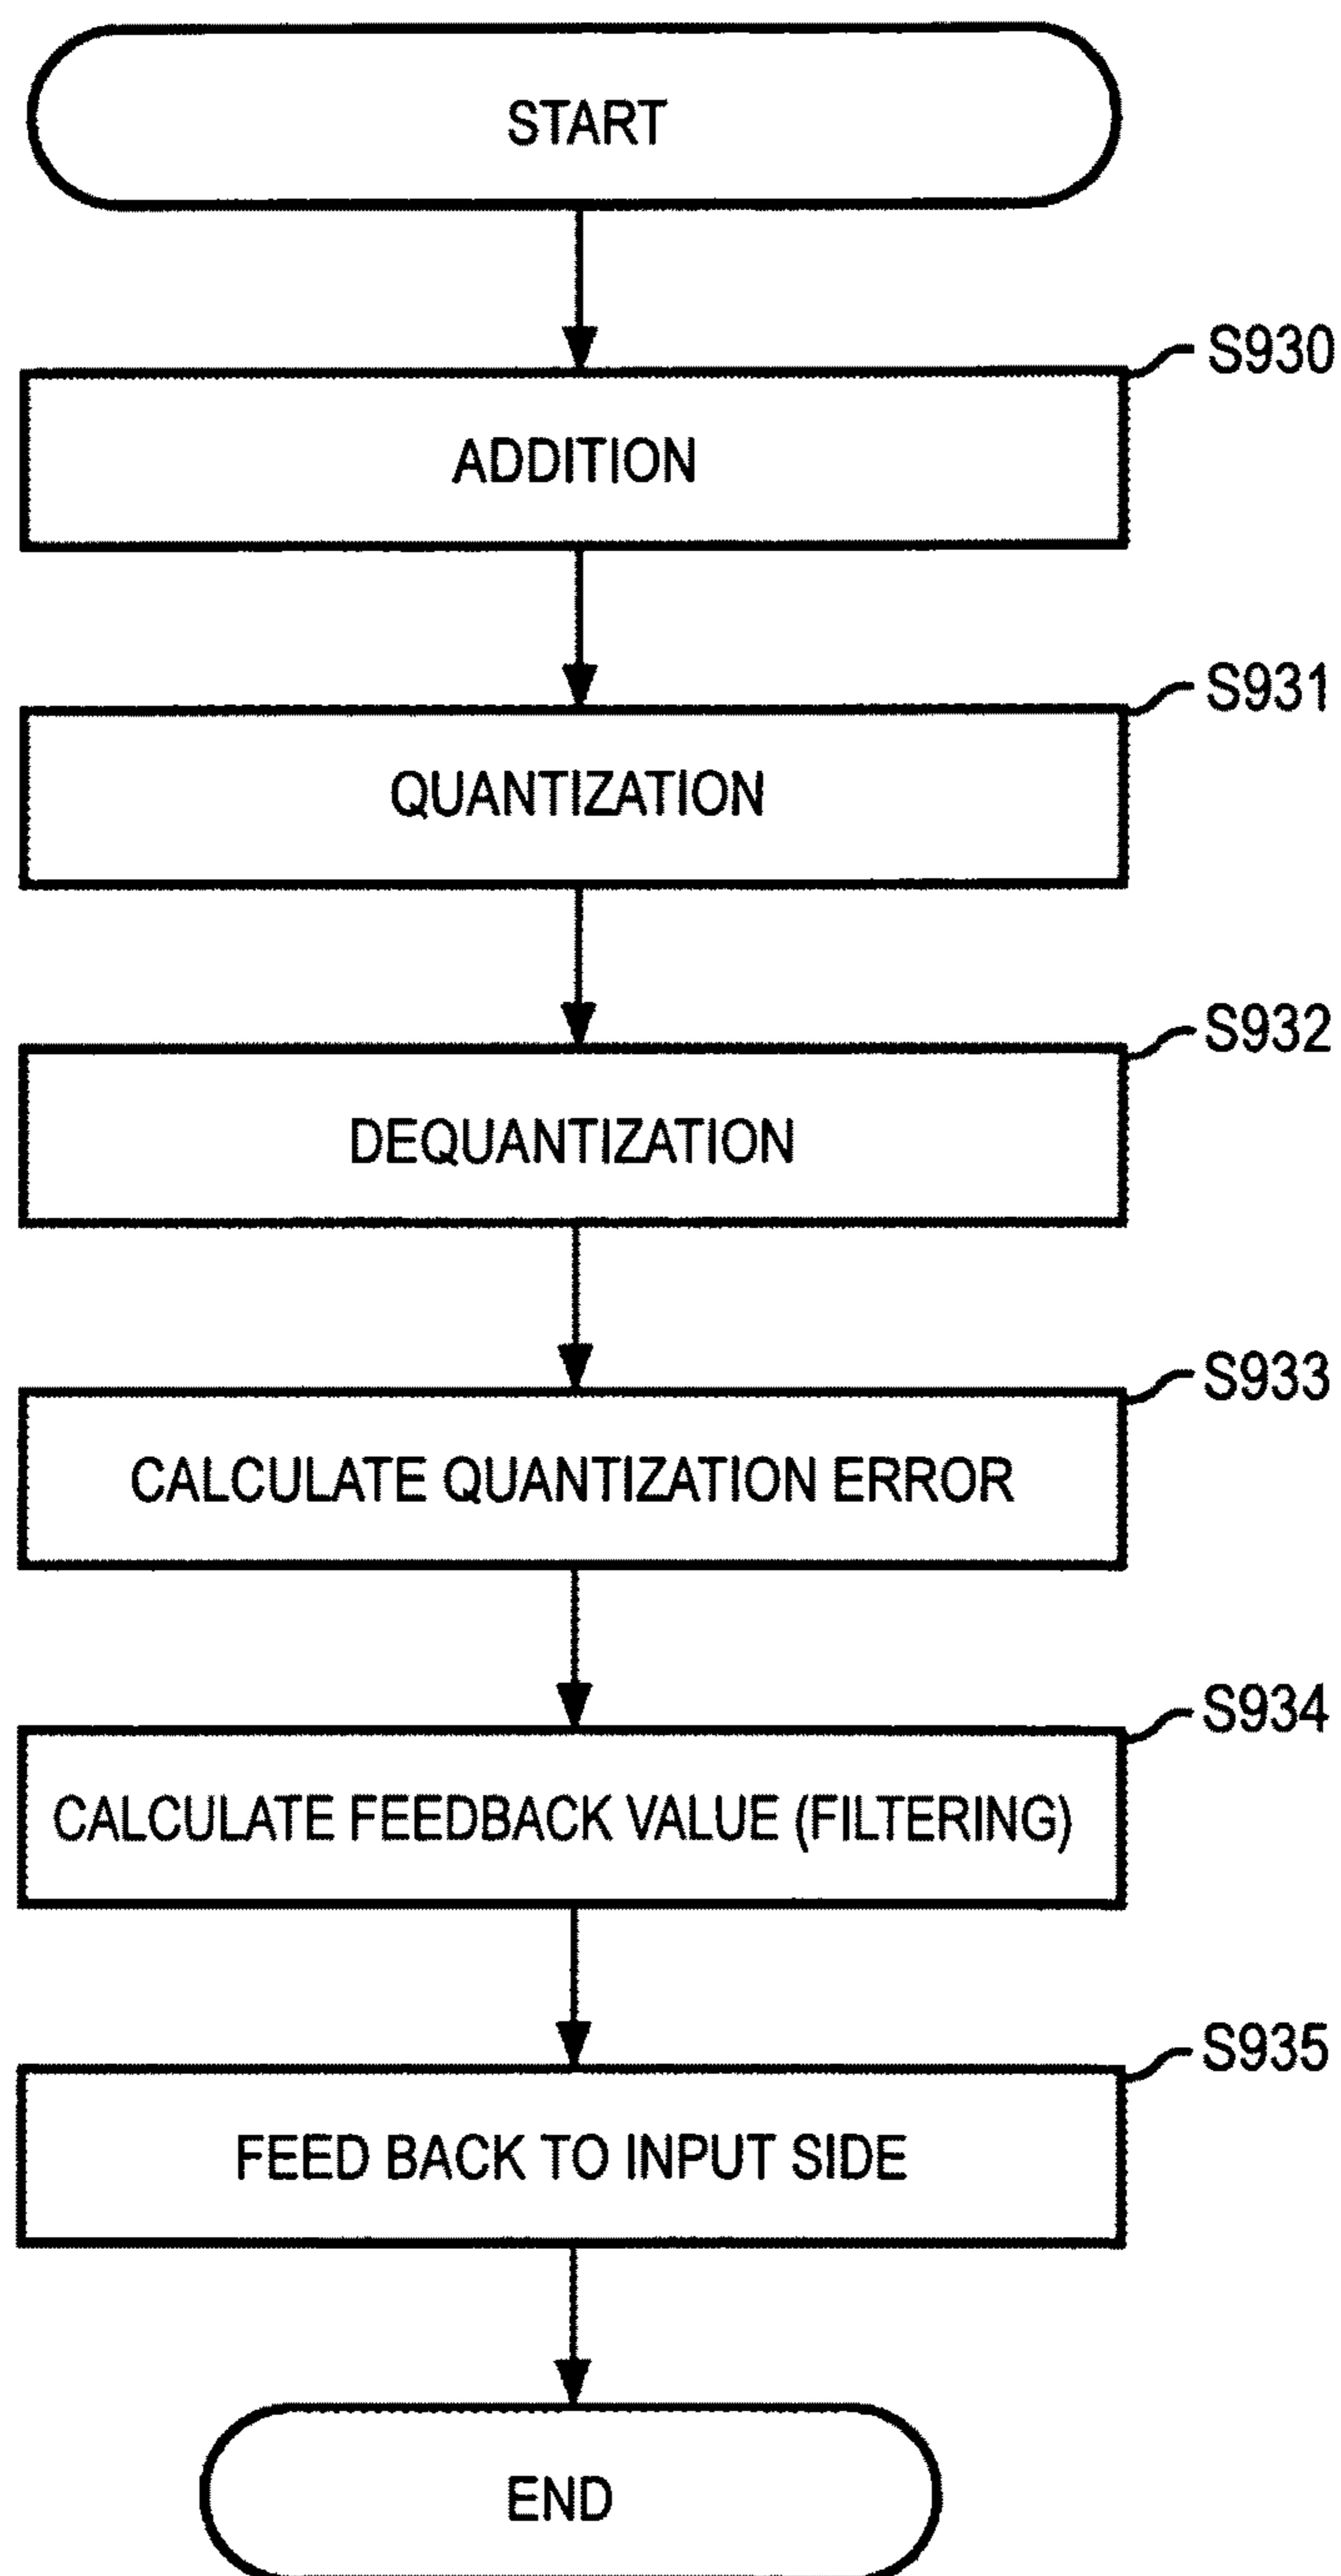 START
S930
ADDITION
S931
QUANTIZATION
S932
DEQUANTIZATION
S933
CALCULATE QUANTIZATION ERROR
S934
CALCULATE FEEDBACK VALUE (FILTERING)
S935
FEED BACK TO INPUT SIDE
END